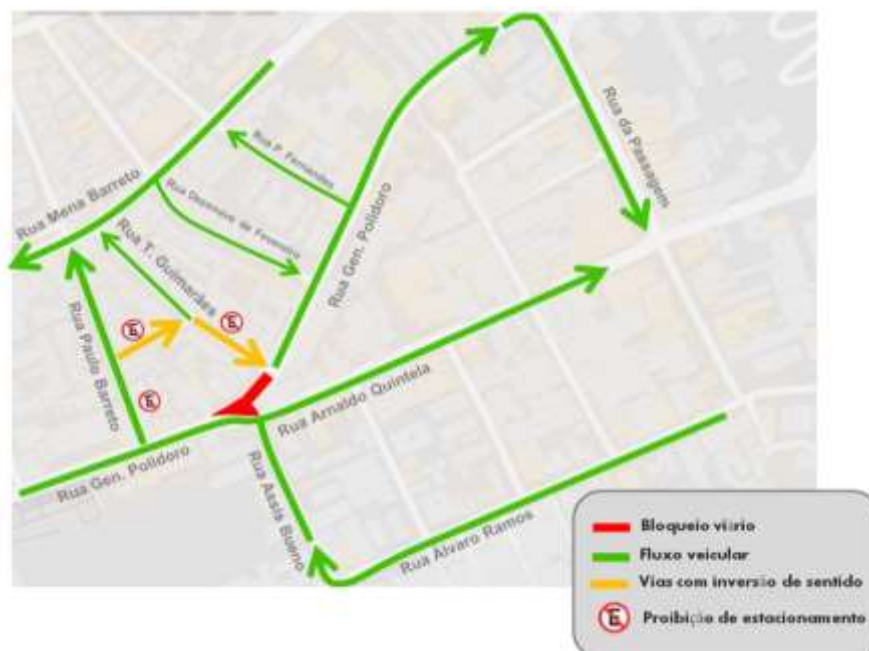 Rua da Passagem
Rua P. Fernandes
Rua Dezenove de Fevereiro
Rua Mena Barreto
Rua T. Guimarães
Rua Gen. Polidoro
Rua Paulo Barreto
Rua Arnaldo Quintela
Rua Gen. Polidoro
Rua Assis Bueno
Rua Alvaro Ramos
E
E
E
Bloqueio viário
Fluxo veicular
Vias com inversão de sentido
E
Proibição de estacionamento